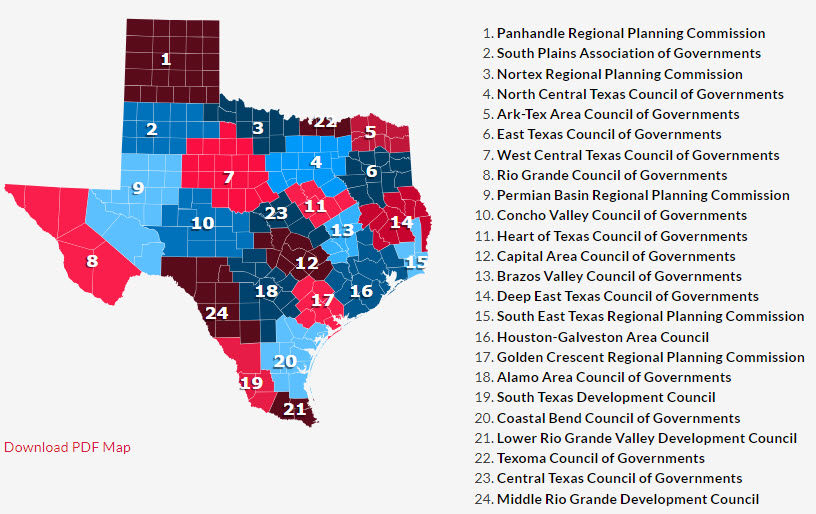 1
2
3
22
5
4
6
7
9
11
23
14
10
13
8
12
15
18
16
17
24
20
19
21
Download PDF Map
1. Panhandle Regional Planning Commission
2. South Plains Association of Governments
3. Nortex Regional Planning Commission
4. North Central Texas Council of Governments
5. Ark-Tex Area Council of Governments
6. East Texas Council of Governments
7. West Central Texas Council of Governments
8. Rio Grande Council of Governments
9. Permian Basin Regional Planning Commission
10. Concho Valley Council of Governments
11. Heart of Texas Council of Governments
12. Capital Area Council of Governments
13. Brazos Valley Council of Governments
14. Deep East Texas Council of Governments
15. South East Texas Regional Planning Commission
16. Houston-Galveston Area Council
17. Golden Crescent Regional Planning Commission
18. Alamo Area Council of Governments
19. South Texas Development Council
20. Coastal Bend Council of Governments
21. Lower Rio Grande Valley Development Council
22. Texoma Council of Governments
23. Central Texas Council of Governments
24. Middle Rio Grande Development Council